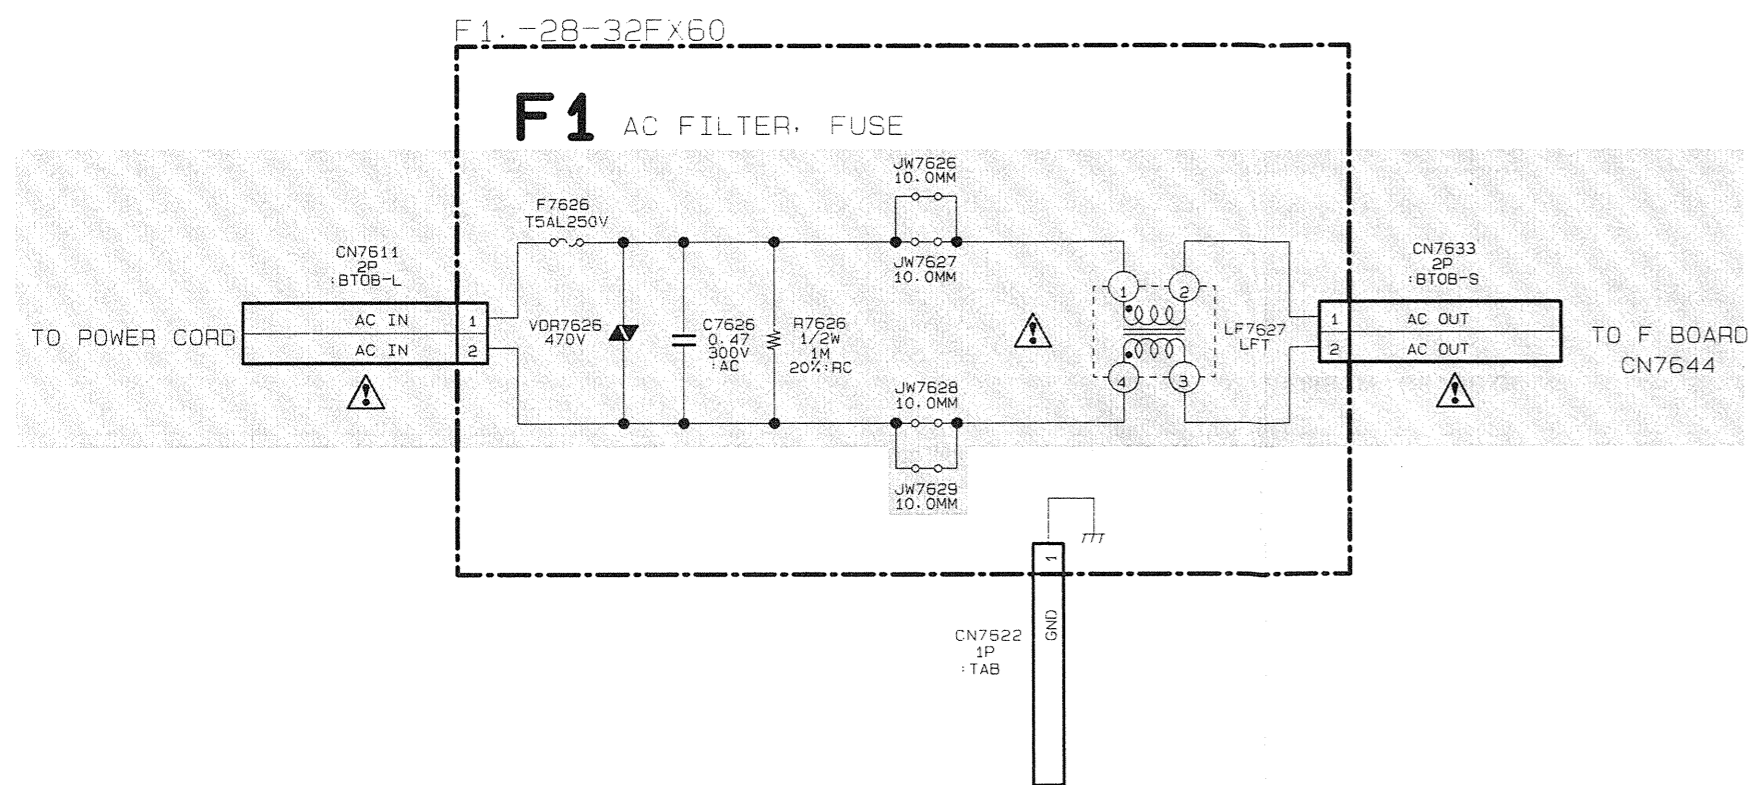 F1.-28-32FX60
F1 AC FILTER, FUSE
JW7626
10.0MM
F7626
T5AL250V
CN7611
2P
:BTOB-L
JW7627
10.0MM
CN7633
2P
:BTOB-S
1
2
TO POWER CORD
AC IN
1
AC IN
2
VDR7626
470V
C7626
0.47
300V
:AC
R7626
1/2W
1M
20%:RC
!
LF7627
LFT
1
AC OUT
2
AC OUT
TO F BOARD
CN7644
!
!
JW7628
10.0MM
4
3
JW7629
10.0MM
1
GND
CN7622
1P
:TAB